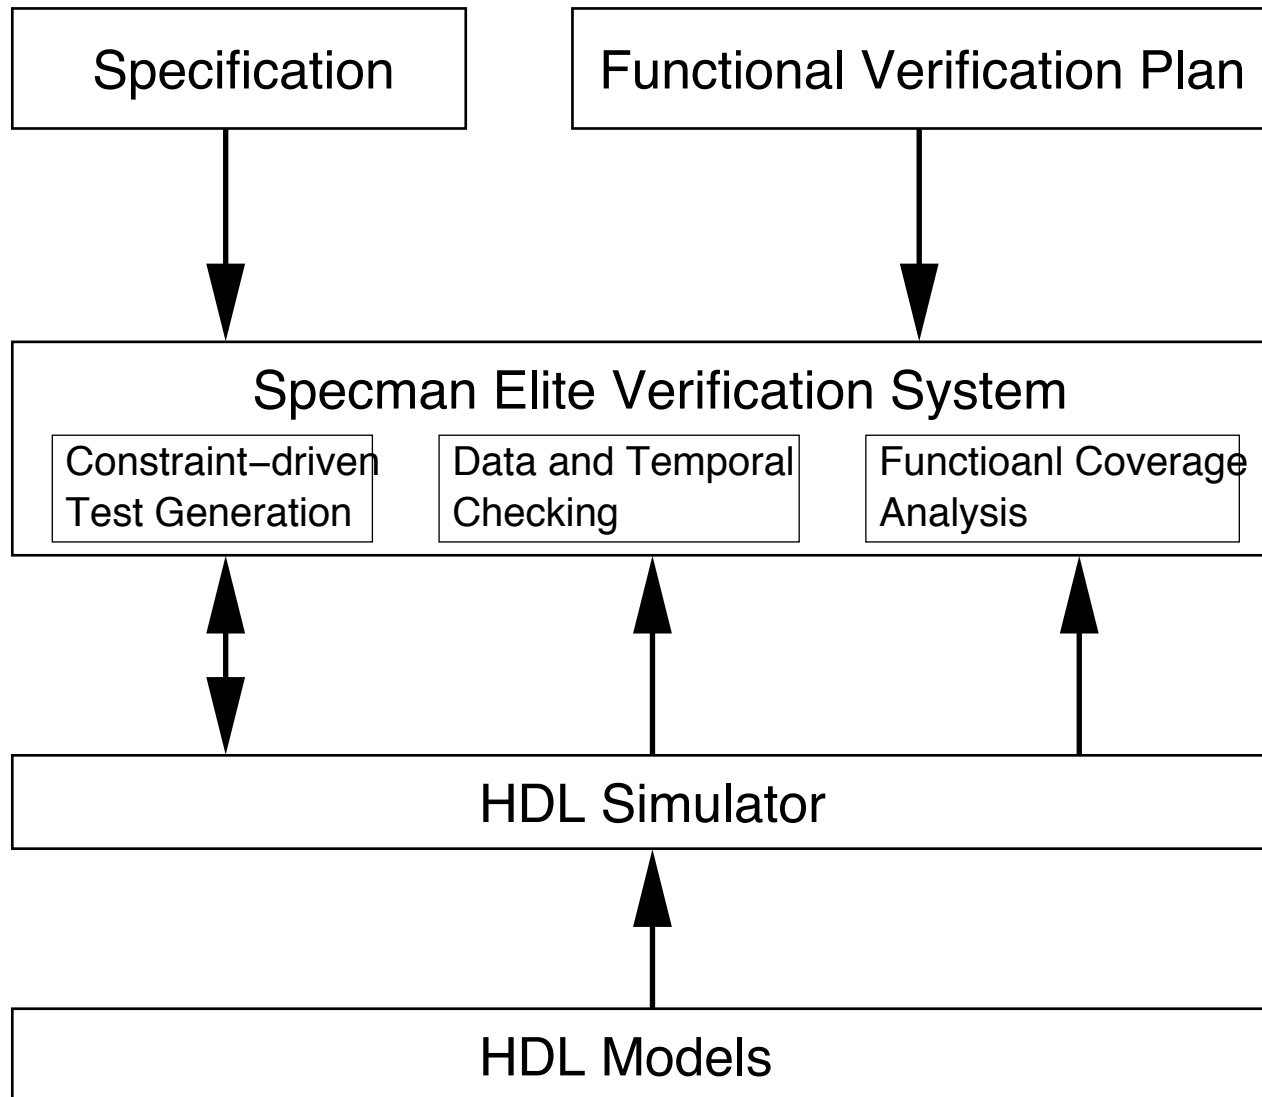 Specification
Functional Verification Plan
Specman Elite Verification System
Constraint–driven
Test Generation
Data and Temporal
Checking
Functioanl Coverage
Analysis
HDL Simulator
HDL Models